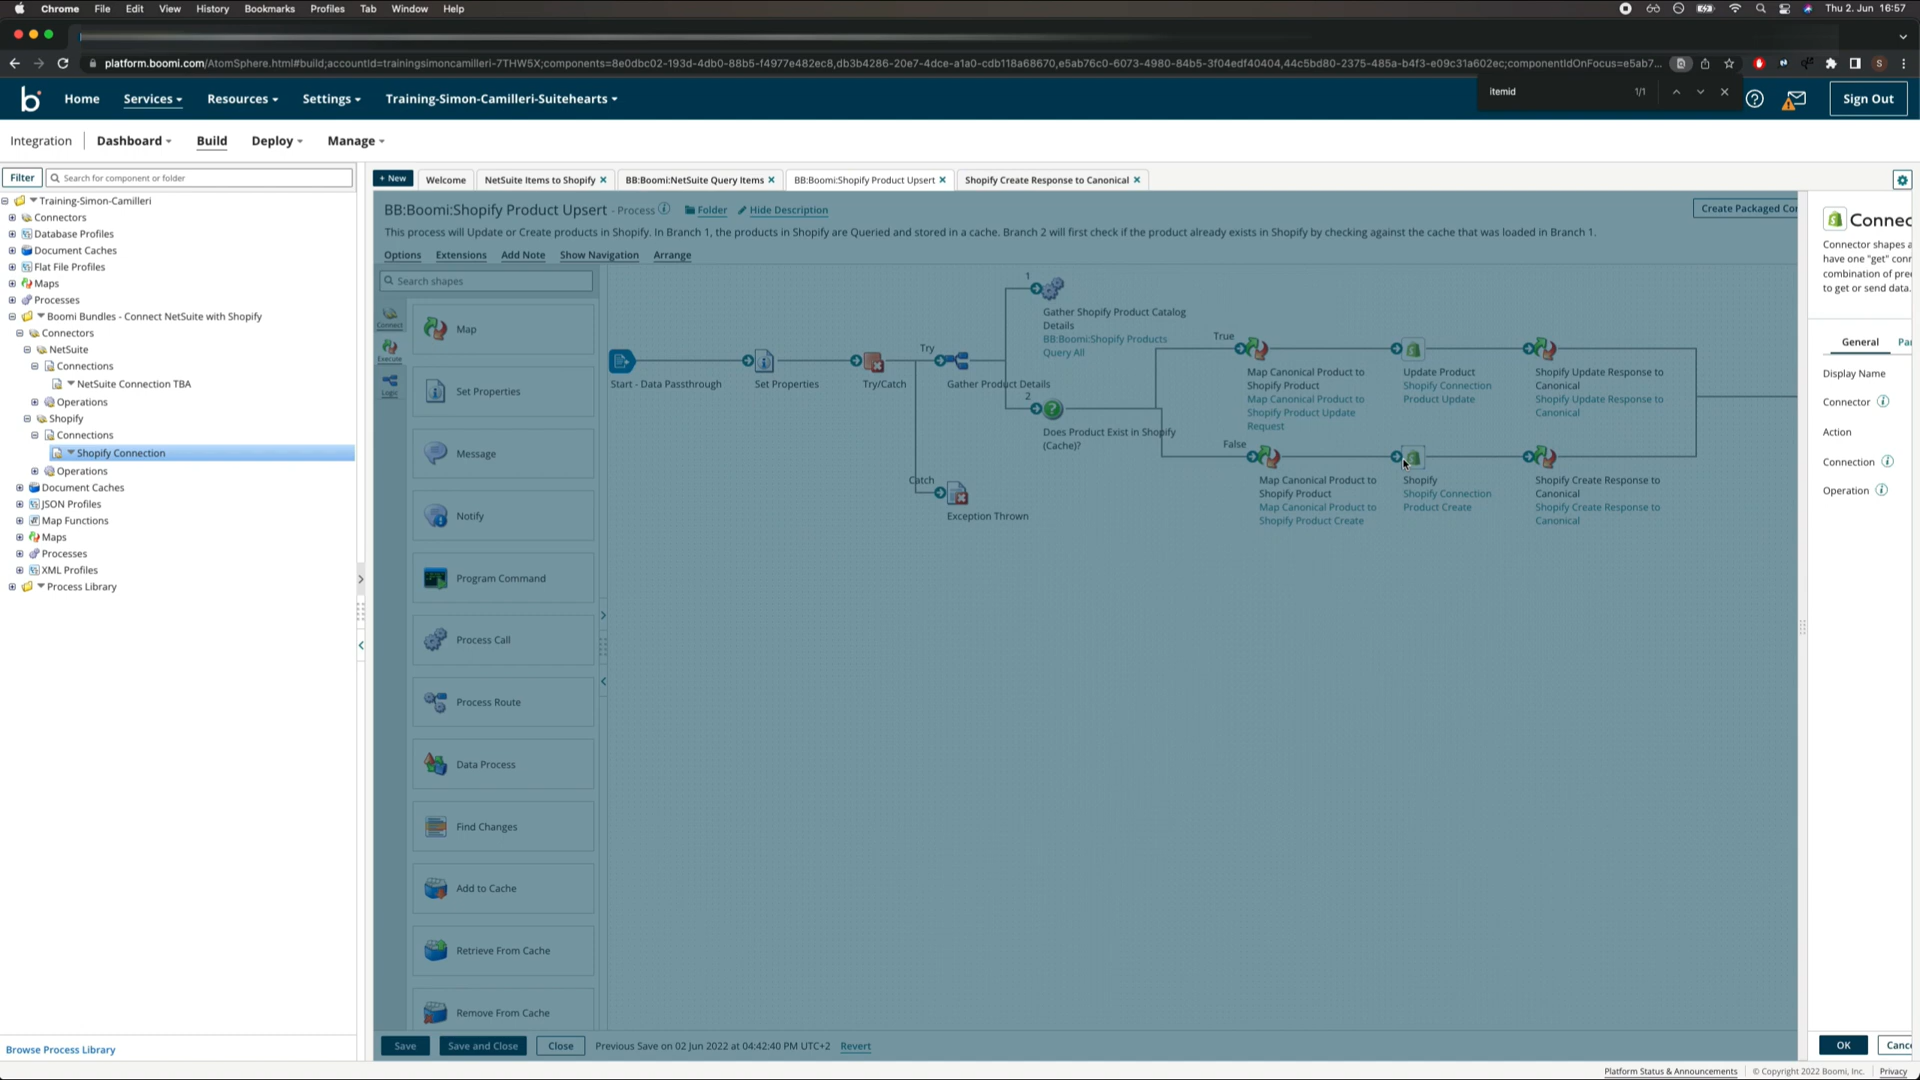 Chrome File Edit View History Bookmarks Profiles Tab Window Help
Thu 2. Jun 16:57
platform.boomi.com/AtomSphere.html#build;accountId=trainingsimoncamilleri-7THW5X;components=8e0dbc02-193d-4db0-88b5-f4977e482ec8,db3b4286-20e7-4dce-a1a0-cdb118a68670,e5ab76c0-6073-4980-84b5-3f04edf40404,44c5bd80-2375-485a-b4f3-e09c31a602ec;componentIdOnFocus=e5ab7...
S
itemid 1/1
b Home Services Resources Settings Training-Simon-Camilleri-Suitehearts
Sign Out
Integration Dashboard Build Deploy Manage
Filter Search for component or folder
Training-Simon-Camilleri
Connectors
Database Profiles
Document Caches
Flat File Profiles
Maps
Processes
Boomi Bundles - Connect NetSuite with Shopify
Connectors
NetSuite
Connections
NetSuite Connection TBA
Operations
Shopify
Connections
Shopify Connection
Operations
Document Caches
JSON Profiles
Map Functions
Maps
Processes
XML Profiles
Process Library
Browse Process Library
+ New Welcome NetSuite Items to Shopify BB:Boomi:NetSuite Query Items BB:Boomi:Shopify Product Upsert Shopify Create Response to Canonical
BB:Boomi:Shopify Product Upsert - Process Folder Hide Description
Create Packaged Cor
This process will Update or Create products in Shopify. In Branch 1, the products in Shopify are Queried and stored in a cache. Branch 2 will first check if the product already exists in Shopify by checking against the cache that was loaded in Branch 1.
Options Extensions Add Note Show Navigation Arrange
Search shapes
Connect
Execute
Logic
Map
Set Properties
Message
Notify
Program Command
Process Call
Process Route
Data Process
Find Changes
Add to Cache
Retrieve From Cache
Remove From Cache
Start - Data Passthrough
Set Properties
Try/Catch
Try
Gather Product Details
Catch
Exception Thrown
1
Gather Shopify Product Catalog
Details
BB:Boomi:Shopify Products
Query All
2
Does Product Exist in Shopify
(Cache)?
True
Map Canonical Product to
Shopify Product
Map Canonical Product to
Shopify Product Update
Request
Update Product
Shopify Connection
Product Update
Shopify Update Response to
Canonical
Shopify Update Response to
Canonical
False
Map Canonical Product to
Shopify Product
Map Canonical Product to
Shopify Product Create
Shopify
Shopify Connection
Product Create
Shopify Create Response to
Canonical
Shopify Create Response to
Canonical
Save Save and Close Close Previous Save on 02 Jun 2022 at 04:42:40 PM UTC+2 Revert
Connec
Connector shapes a
have one "get" conr
combination of pre
to get or send data.
General Par
Display Name
Connector
Action
Connection
Operation
OK Canc
Platform Status & Announcements © Copyright 2022 Boomi, Inc. Privacy